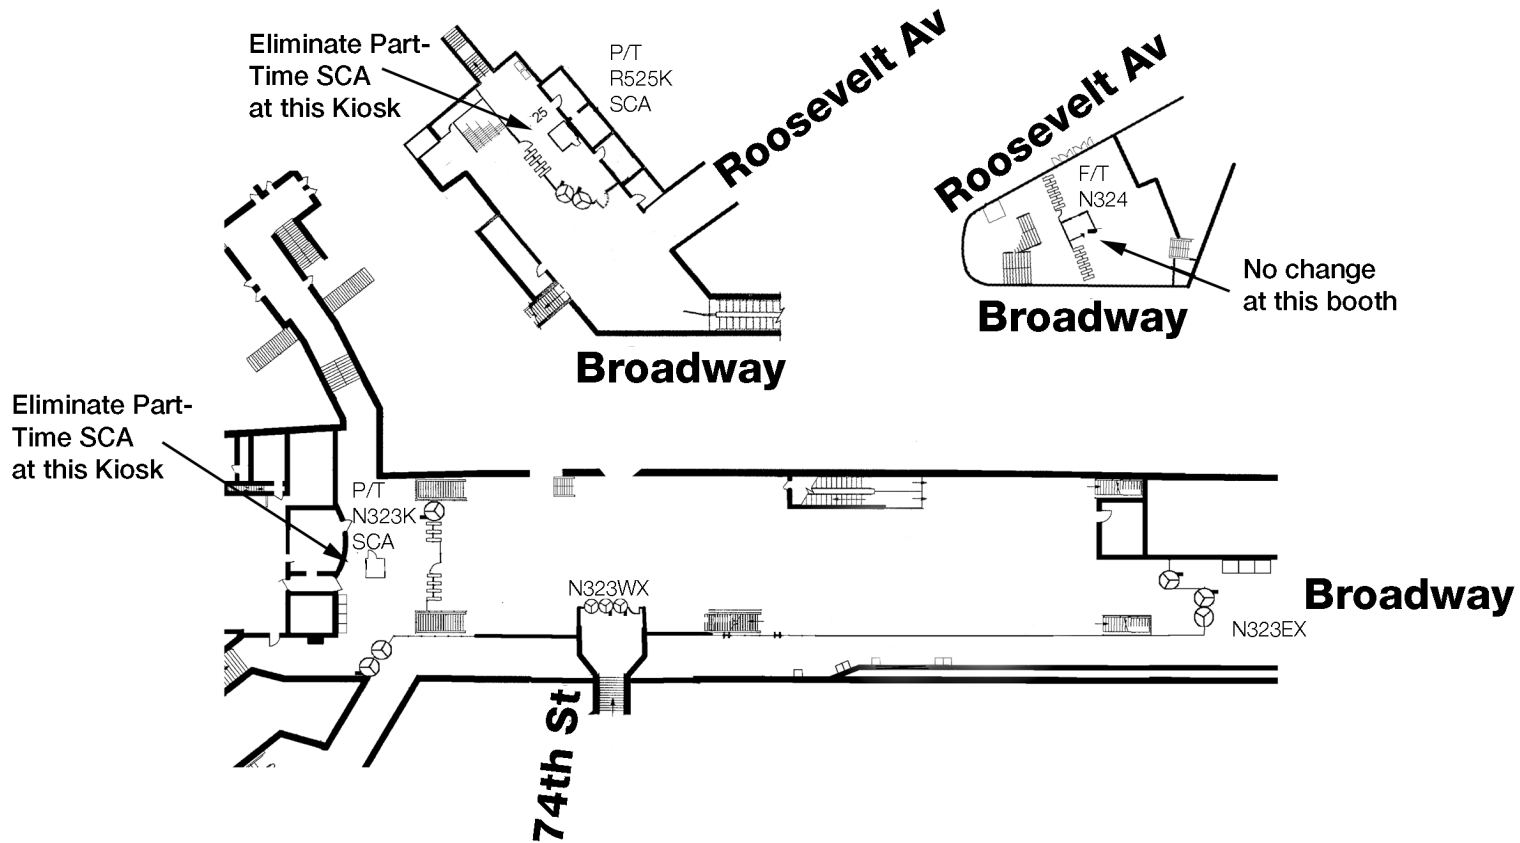 Eliminate Part-
Time SCA
at this Kiosk
P/T
R525K
SCA
25
Roosevelt Av
Broadway
Roosevelt Av
F/T
N324
No change
at this booth
Broadway
Eliminate Part-
Time SCA
at this Kiosk
P/T
N323K
SCA
N323WX
74th St
Broadway
N323EX